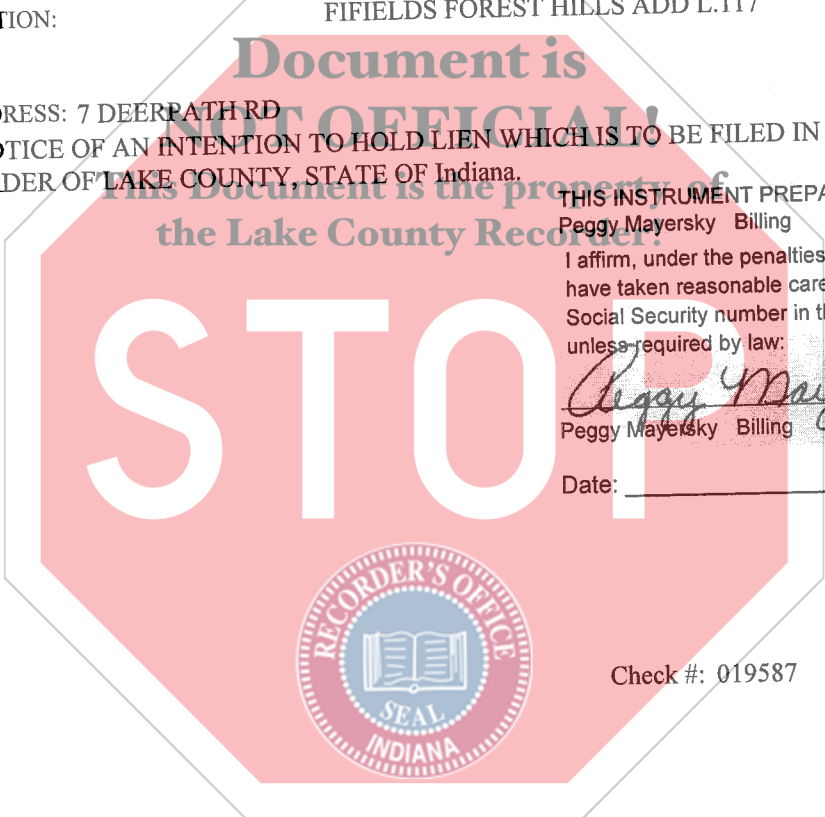 TION:
FIFIELDS FOREST HILLS ADD L.117
Document is
NOT OFFICIAL!
This Document is the property of
the Lake County Recorder!
RESS: 7 DEERPATH RD
TICE OF AN INTENTION TO HOLD LIEN WHICH IS TO BE FILED IN
DER OF LAKE COUNTY, STATE OF Indiana.
THIS INSTRUMENT PREPA
Peggy Mayersky Billing
I affirm, under the penalties
have taken reasonable care
Social Security number in th
unless required by law:
Peggy May
Peggy Mayersky Billing
Date:
STOP
RECORDER'S OFFICE
SEAL
INDIANA
Check #: 019587